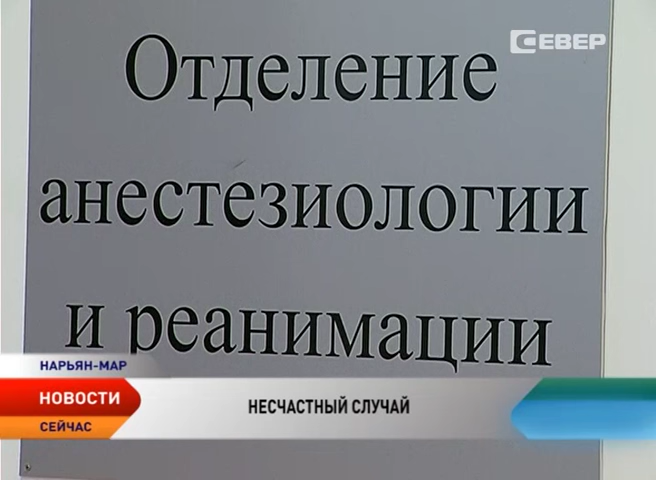 СЕВЕР
Отделение
анестезиологии
и реанимации
НАРЬЯН-МАР
НОВОСТИ
НЕСЧАСТНЫЙ СЛУЧАЙ
СЕЙЧАС